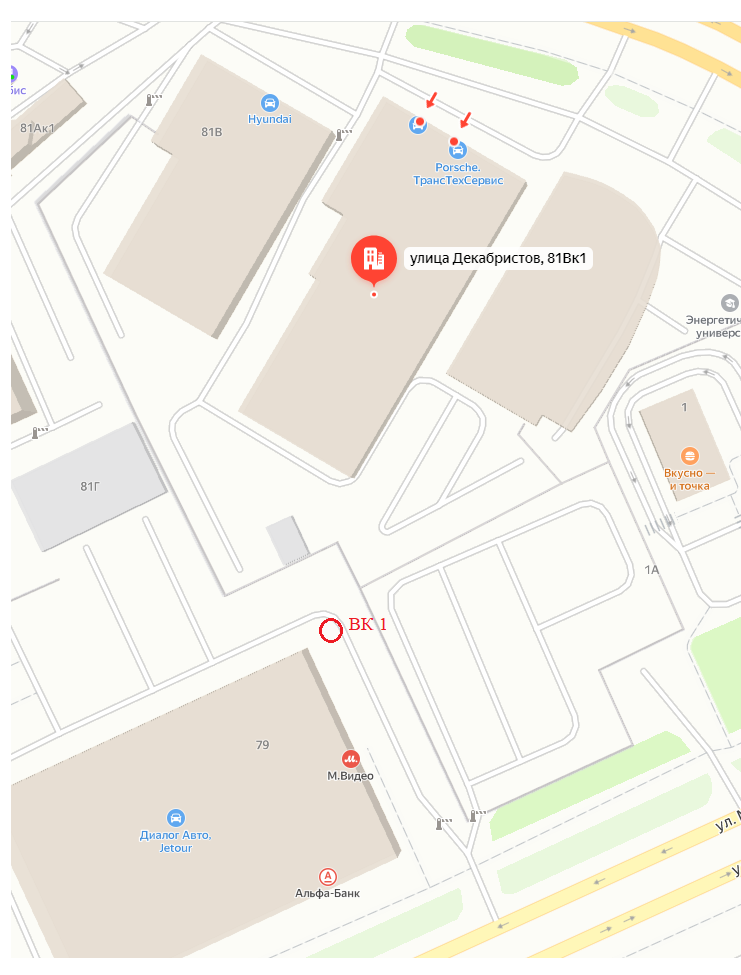 бис
81Ак1
81В
Hyundai
Porsche.
ТрансТехСервис
улица Декабристов, 81Вк1
Энергетич
универс
1
Вкусно —
и точка
81Г
1А
ВК 1
79
М.Видео
Диалог Авто,
Jetour
Альфа-Банк
ул.